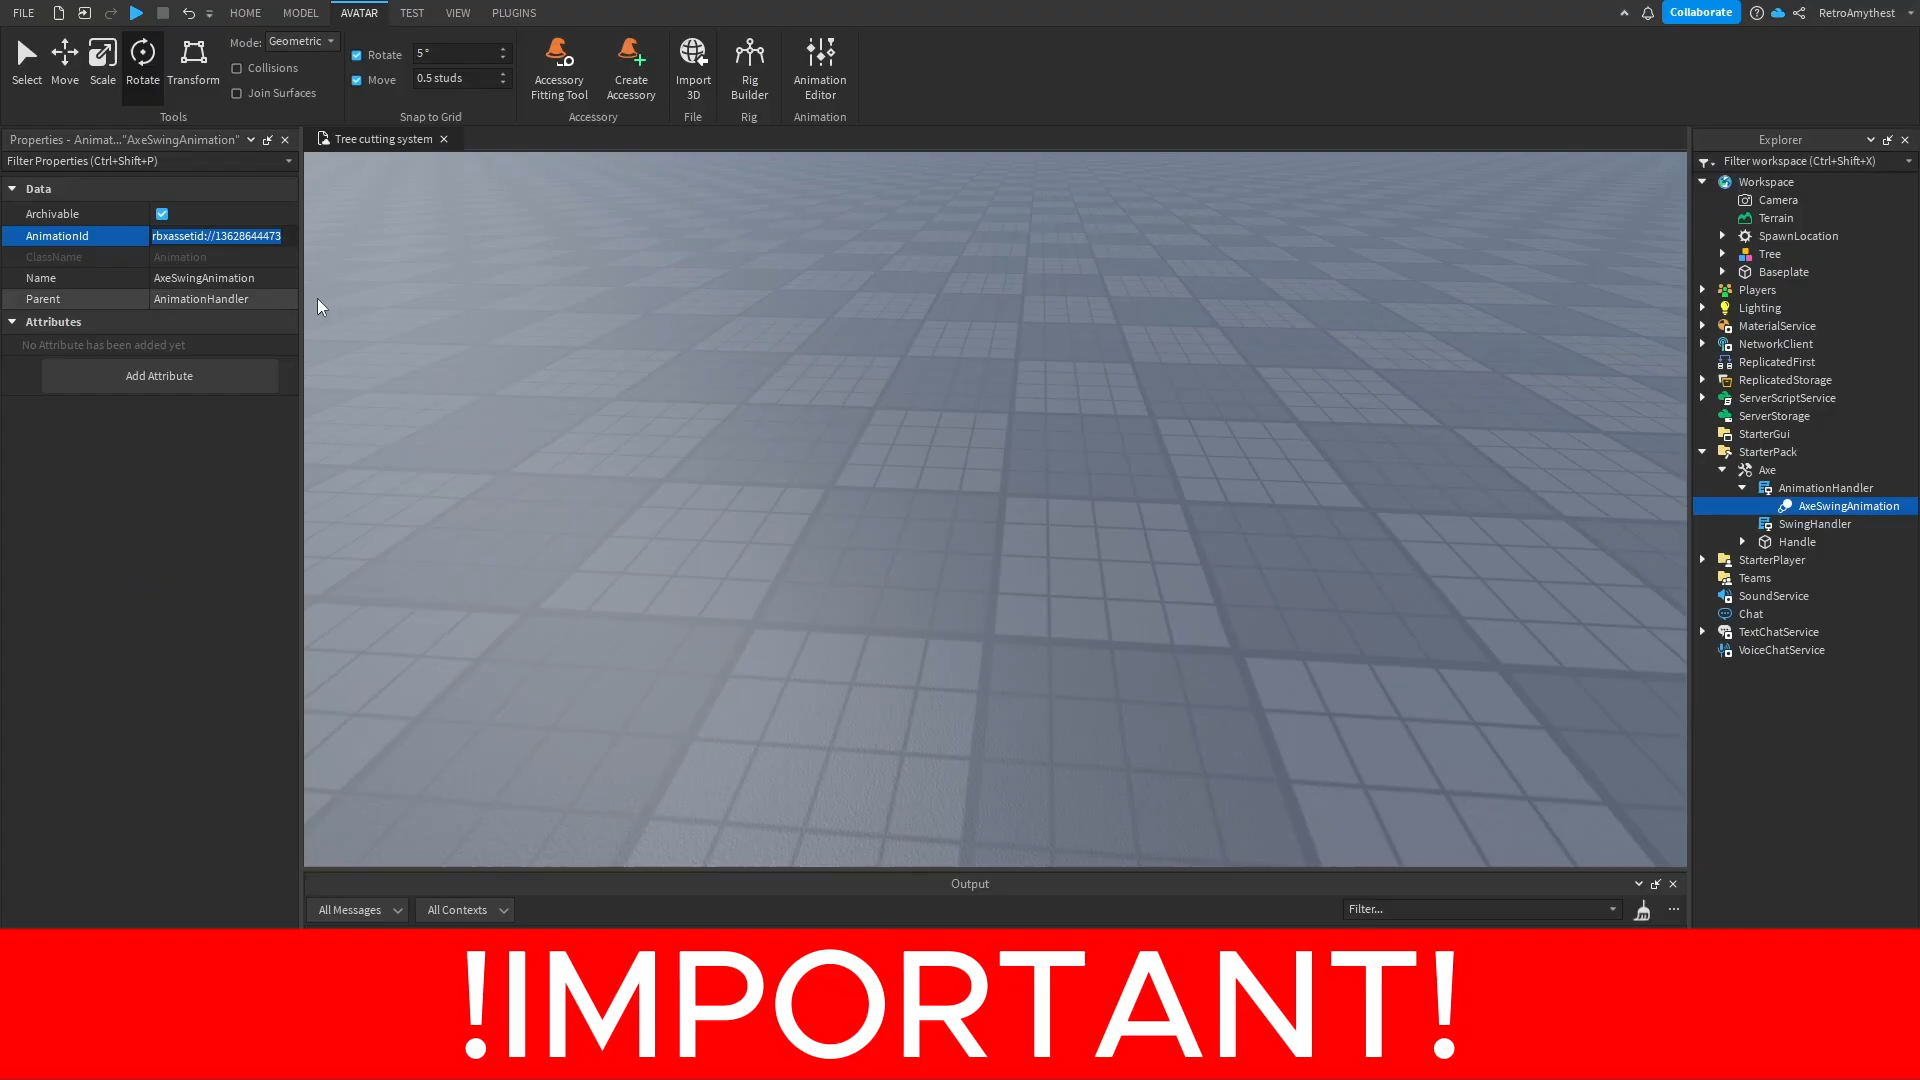 FILE
HOME
MODEL
AVATAR
TEST
VIEW
PLUGINS
Collaborate
RetroAmythest
Select
Move
Scale
Rotate
Transform
Mode: Geometric
Collisions
Join Surfaces
Tools
Rotate 5 °
Move 0.5 studs
Snap to Grid
Accessory
Fitting Tool
Create
Accessory
Accessory
Import
3D
File
Rig
Builder
Rig
Animation
Editor
Animation
Properties - Animat..."AxeSwingAnimation"
Filter Properties (Ctrl+Shift+P)
Data
Archivable
AnimationId rbxassetid://13628644473
ClassName Animation
Name AxeSwingAnimation
Parent AnimationHandler
Attributes
No Attribute has been added yet
Add Attribute
Tree cutting system
Explorer
Filter workspace (Ctrl+Shift+X)
Workspace
Camera
Terrain
SpawnLocation
Tree
Baseplate
Players
Lighting
MaterialService
NetworkClient
ReplicatedFirst
ReplicatedStorage
ServerScriptService
ServerStorage
StarterGui
StarterPack
Axe
AnimationHandler
AxeSwingAnimation
SwingHandler
Handle
StarterPlayer
Teams
SoundService
Chat
TextChatService
VoiceChatService
Output
All Messages
All Contexts
Filter...
!IMPORTANT!